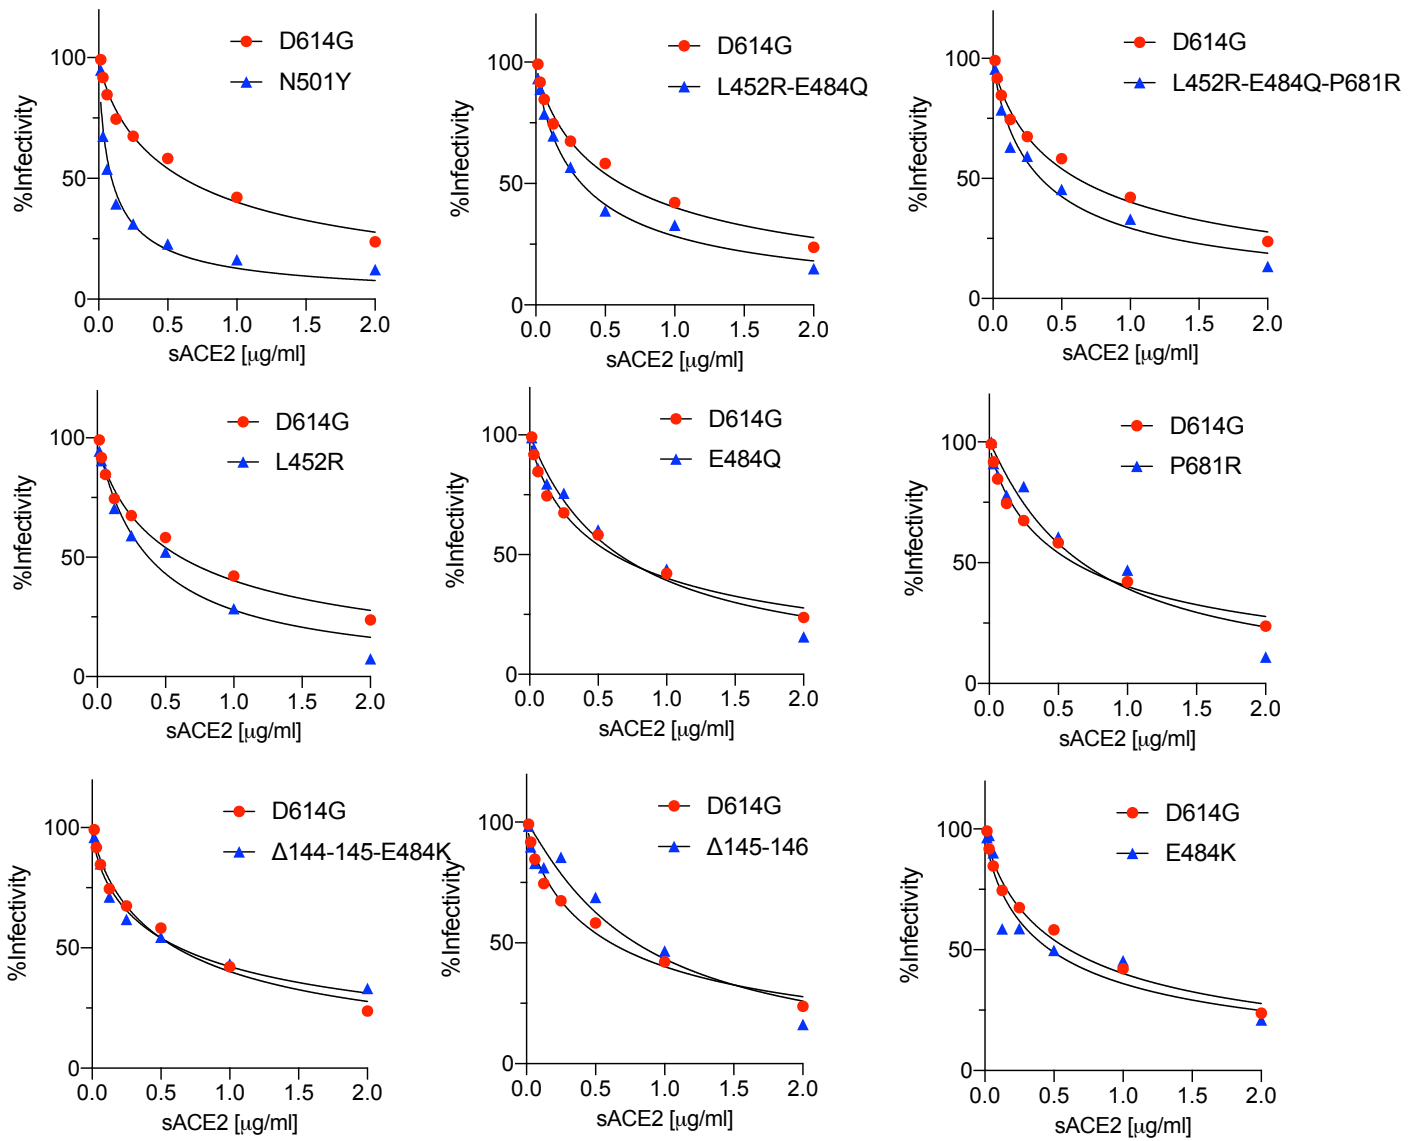 D614G
N501Y
100
50
0
%Infectivity
0.0 0.5 1.0 1.5 2.0
sACE2 [μg/ml]
D614G
L452R-E484Q
100
50
0
%Infectivity
0.0 0.5 1.0 1.5 2.0
sACE2 [μg/ml]
D614G
L452R-E484Q-P681R
100
50
0
%Infectivity
0.0 0.5 1.0 1.5 2.0
sACE2 [μg/ml]
D614G
L452R
100
50
0
%Infectivity
0.0 0.5 1.0 1.5 2.0
sACE2 [μg/ml]
D614G
E484Q
100
50
0
%Infectivity
0.0 0.5 1.0 1.5 2.0
sACE2 [μg/ml]
D614G
P681R
100
50
0
%Infectivity
0.0 0.5 1.0 1.5 2.0
sACE2 [μg/ml]
D614G
Δ144-145-E484K
100
50
0
%Infectivity
0.0 0.5 1.0 1.5 2.0
sACE2 [μg/ml]
D614G
Δ145-146
100
50
0
%Infectivity
0.0 0.5 1.0 1.5 2.0
sACE2 [μg/ml]
D614G
E484K
100
50
0
%Infectivity
0.0 0.5 1.0 1.5 2.0
sACE2 [μg/ml]